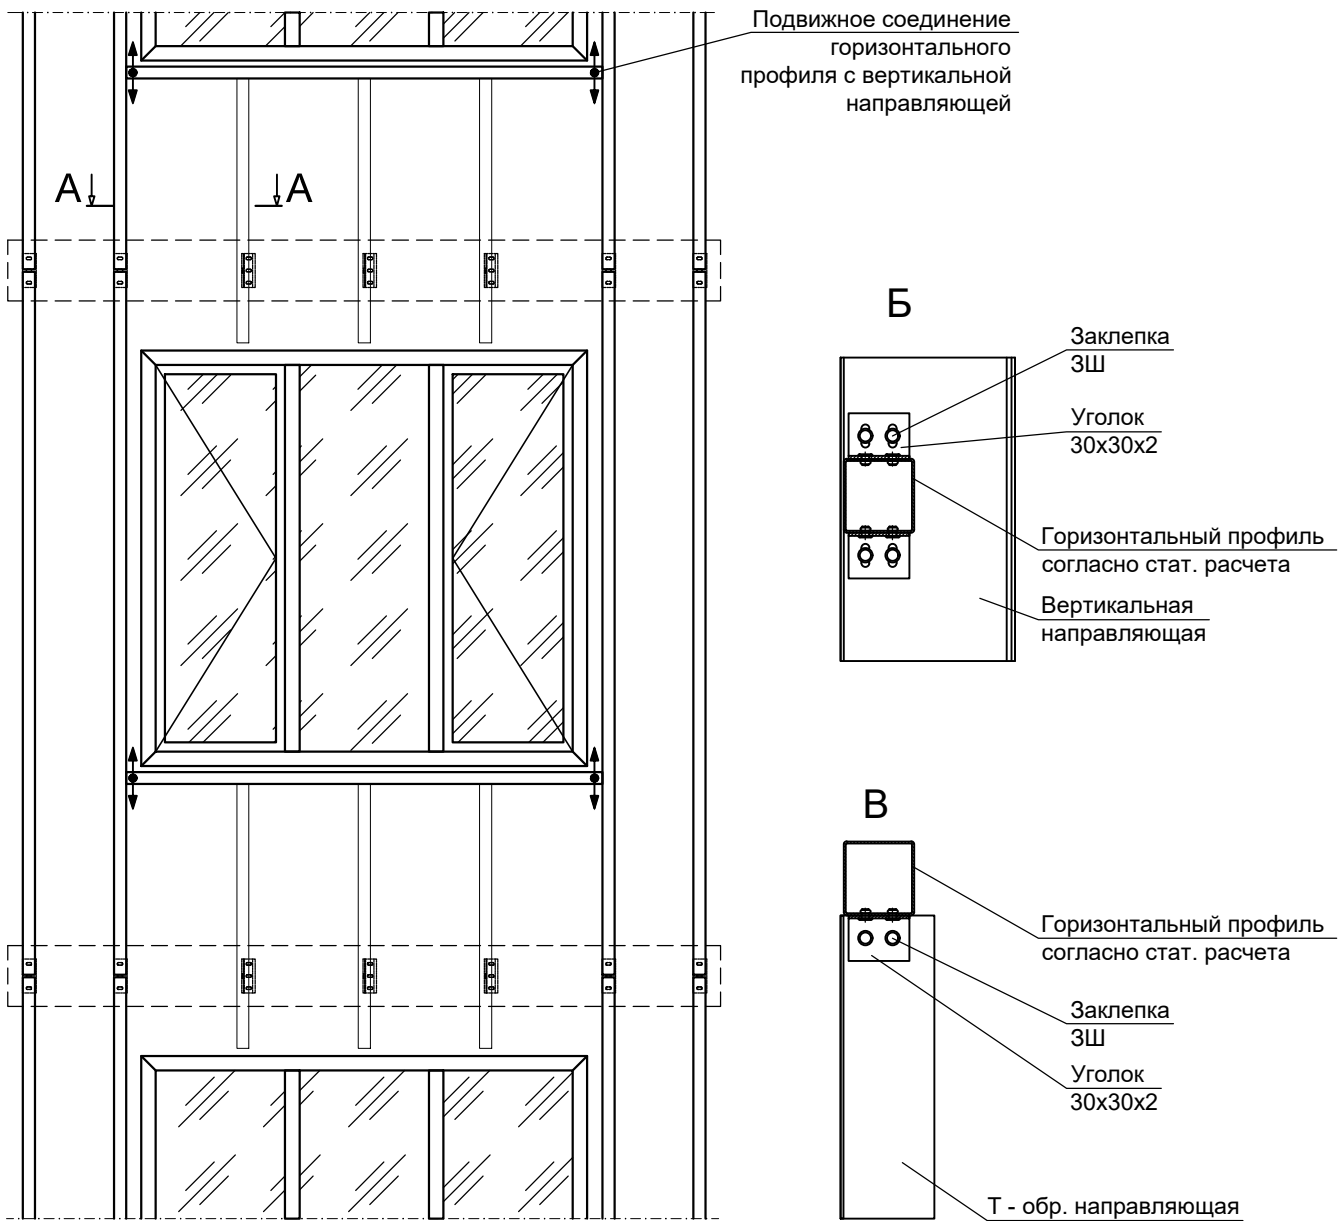 Подвижное соединение
горизонтального
профиля с вертикальной
направляющей
А А
Б
Заклепка
ЗШ
Уголок
30х30х2
Горизонтальный профиль
согласно стат. расчета
Вертикальная
направляющая
В
Горизонтальный профиль
согласно стат. расчета
Заклепка
ЗШ
Уголок
30х30х2
Т - обр. направляющая